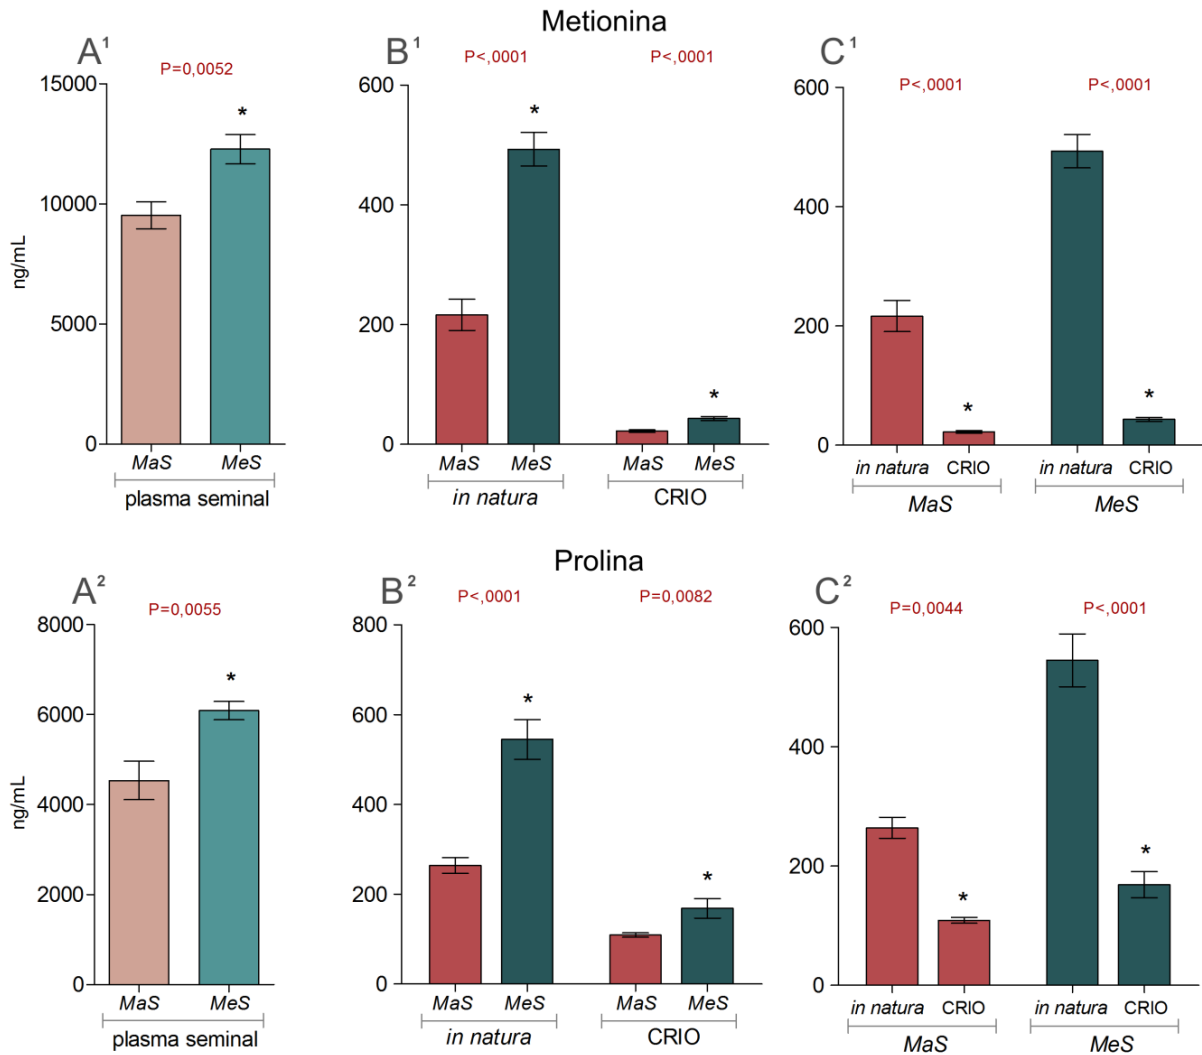 Metionina
A¹
P=0,0052
ng/mL
15000
10000
5000
0
*
MaS MeS
plasma seminal
B¹
P<,0001 P<,0001
600
400
200
0
*
*
MaS MeS MaS MeS
in natura CRIO
C¹
P<,0001 P<,0001
600
400
200
0
*
*
in natura CRIO in natura CRIO
MaS MeS
Prolina
A²
P=0,0055
ng/mL
8000
6000
4000
2000
0
*
MaS MeS
plasma seminal
B²
P<,0001 P=0,0082
800
600
400
200
0
*
*
MaS MeS MaS MeS
in natura CRIO
C²
P=0,0044 P<,0001
600
400
200
0
*
*
in natura CRIO in natura CRIO
MaS MeS